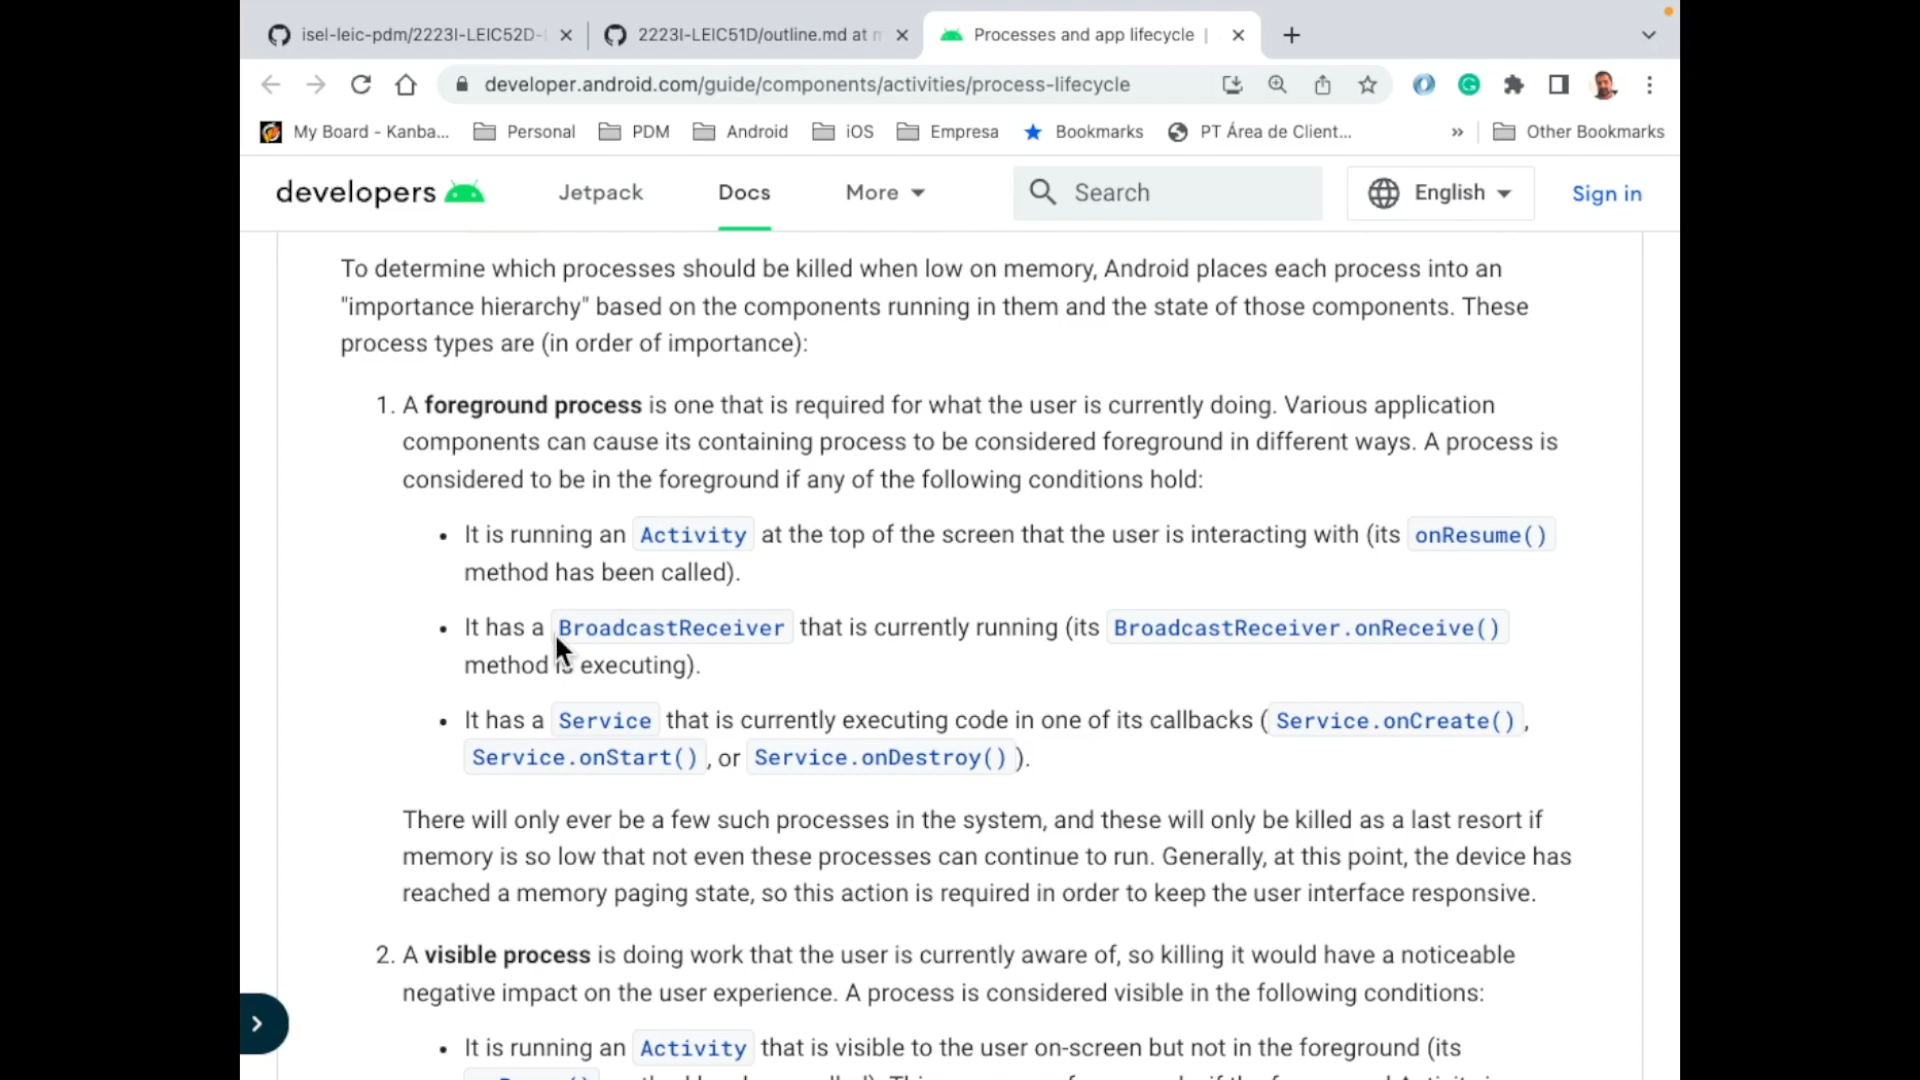 isel-leic-pdm/2223I-LEIC52D-
2223I-LEIC51D/outline.md at m
Processes and app lifecycle |
developer.android.com/guide/components/activities/process-lifecycle
My Board - Kanba...
Personal
PDM
Android
iOS
Empresa
Bookmarks
PT Área de Client...
»
Other Bookmarks
developers
Jetpack
Docs
More
Search
English
Sign in
To determine which processes should be killed when low on memory, Android places each process into an
"importance hierarchy" based on the components running in them and the state of those components. These
process types are (in order of importance):
1. A foreground process is one that is required for what the user is currently doing. Various application
components can cause its containing process to be considered foreground in different ways. A process is
considered to be in the foreground if any of the following conditions hold:
• It is running an Activity at the top of the screen that the user is interacting with (its onResume()
method has been called).
• It has a BroadcastReceiver that is currently running (its BroadcastReceiver.onReceive()
method is executing).
• It has a Service that is currently executing code in one of its callbacks (Service.onCreate(),
Service.onStart(), or Service.onDestroy()).
There will only ever be a few such processes in the system, and these will only be killed as a last resort if
memory is so low that not even these processes can continue to run. Generally, at this point, the device has
reached a memory paging state, so this action is required in order to keep the user interface responsive.
2. A visible process is doing work that the user is currently aware of, so killing it would have a noticeable
negative impact on the user experience. A process is considered visible in the following conditions:
• It is running an Activity that is visible to the user on-screen but not in the foreground (its